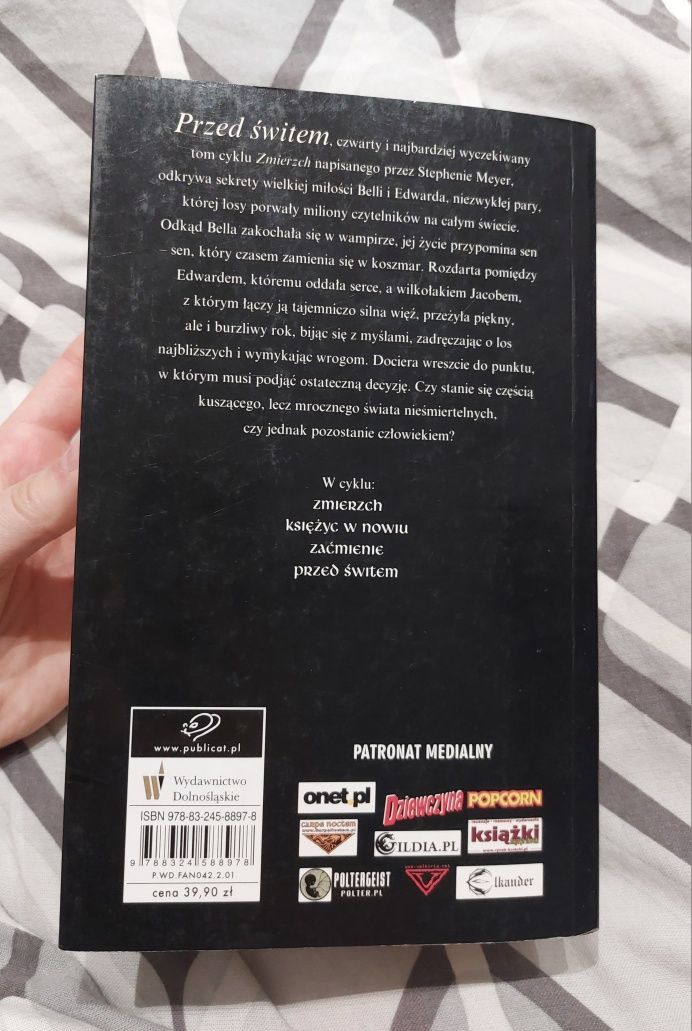 Przed świtem, czwarty i najbardziej wyczekiwany
tom cyklu Zmierzch napisanego przez Stephenie Meyer,
odkrywa sekrety wielkiej miłości Belli i Edwarda, niezwykłej pary,
której losy porwały miliony czytelników na całym świecie.
Odkąd Bella zakochała się w wampirze, jej życie przypomina sen
– sen, który czasem zamienia się w koszmar. Rozdarta pomiędzy
Edwardem, któremu oddała serce, a wilkołakiem Jacobem,
z którym łączy ją tajemniczo silna więź, przeżyła piękny,
ale i burzliwy rok, bijąc się z myślami, zadręczając o los
najbliższych i wymykając wrogom. Dociera wreszcie do punktu,
w którym musi podjąć ostateczną decyzję. Czy stanie się częścią
kuszącego, lecz mrocznego świata nieśmiertelnych,
czy jednak pozostanie człowiekiem?
W cyklu:
ZMIERZCH
KSIĘŻYC W NOWIU
ZAĆMIENIE
PRZED ŚWITEM
www.publicat.pl
Wydawnictwo
Dolnośląskie
ISBN 978-83-245-8897-8
9 788324 588978
P.WD.FAN042.2.01
cena 39,90 zł
PATRONAT MEDIALNY
onet.pl
Dziewczyna
POPCORN
CARPE NOCTEM
GILDIA.PL
książki
POLTERGEIST
POLTER.PL
Elkander